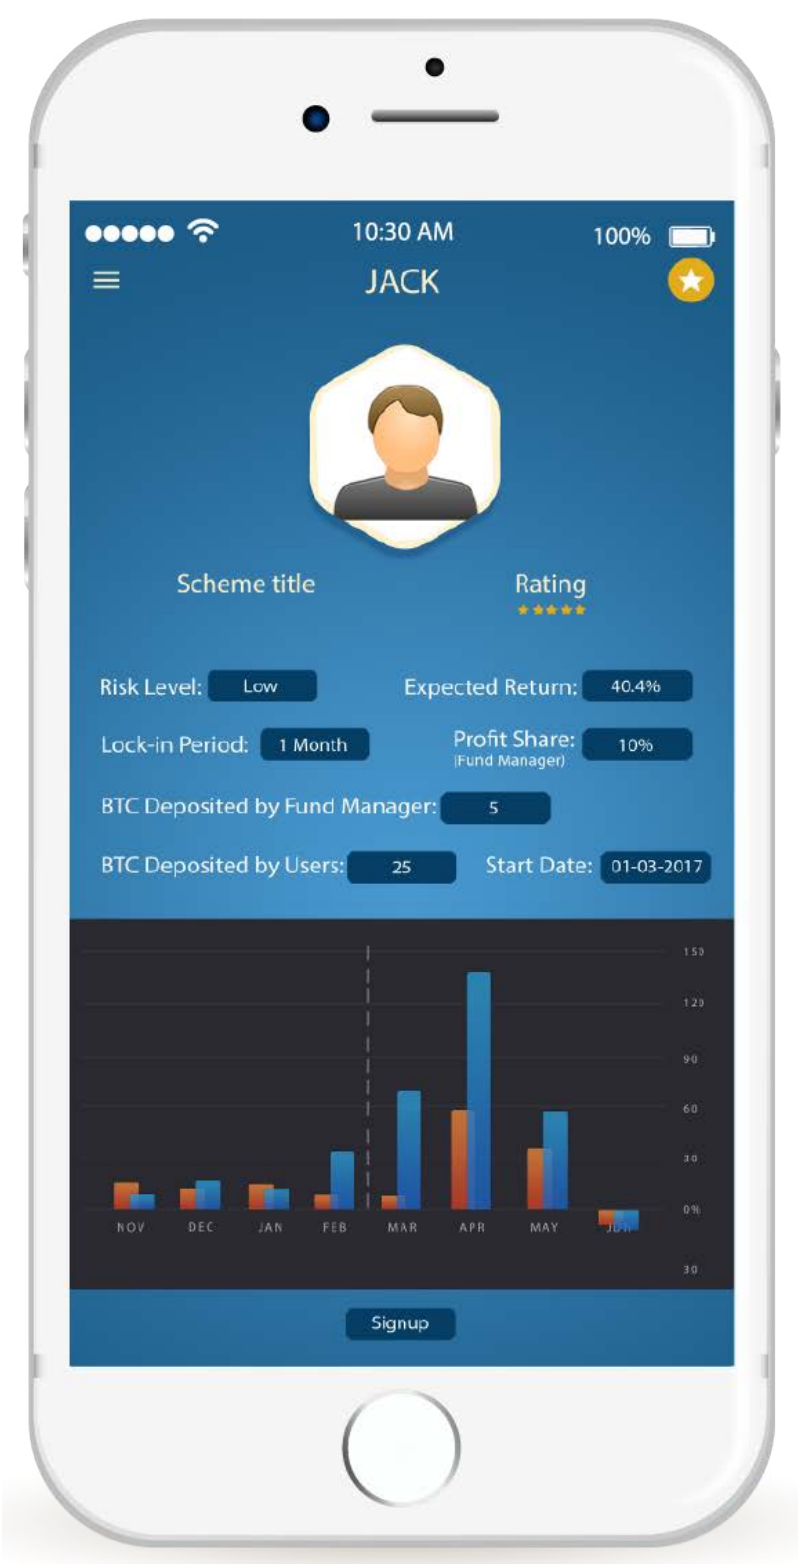 10:30 AM 100%
JACK
Scheme title Rating
Risk Level: Low Expected Return: 40.4%
Lock-in Period: 1 Month Profit Share: 10%
(Fund Manager)
BTC Deposited by Fund Manager: 5
BTC Deposited by Users: 25 Start Date: 01-03-2017
150
120
90
60
30
0%
NOV DEC JAN FEB MAR APR MAY JUN
30
Signup